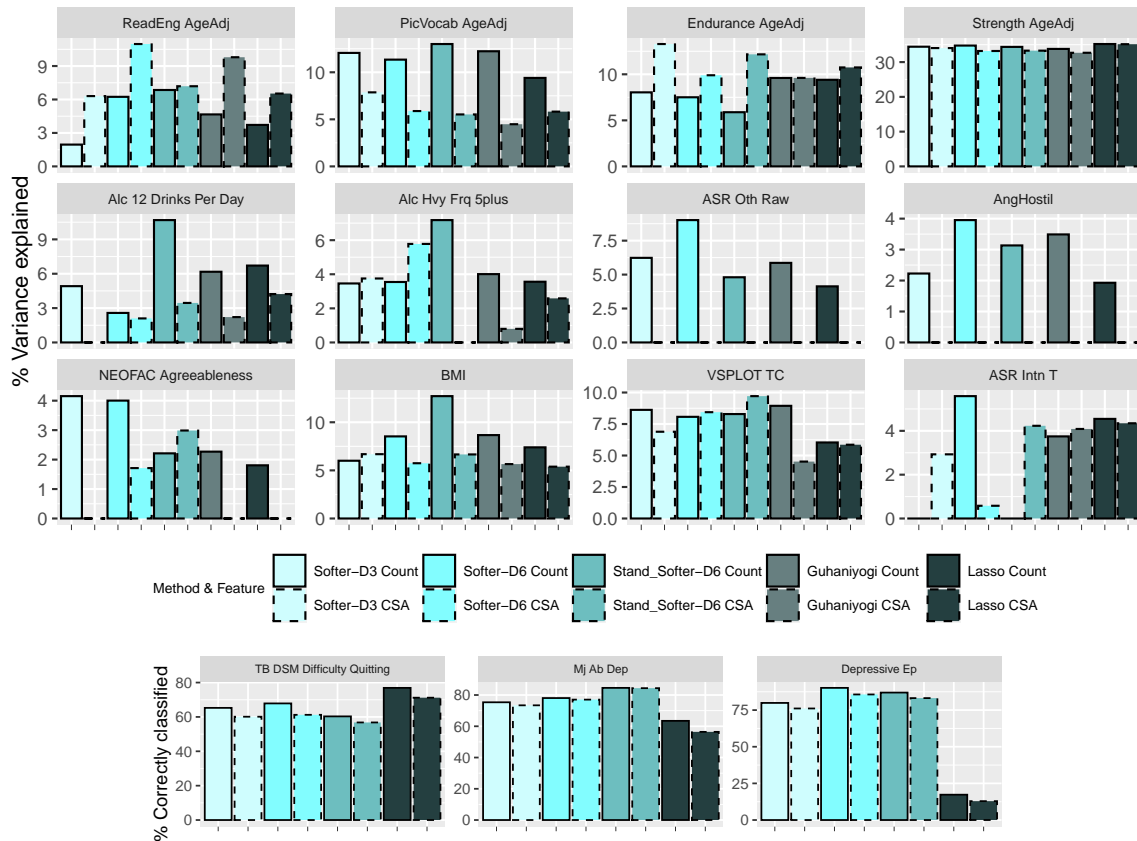 % Variance explained
ReadEng AgeAdj
PicVocab AgeAdj
Endurance AgeAdj
Strength AgeAdj
9
6
3
0
10
5
0
10
5
0
30
20
10
0
Alc 12 Drinks Per Day
Alc Hvy Frq 5plus
ASR Oth Raw
AngHostil
9
6
3
0
6
4
2
0
7.5
5.0
2.5
0.0
4
3
2
1
0
NEOFAC Agreeableness
BMI
VSPLOT TC
ASR Intn T
4
3
2
1
0
10
5
0
10.0
7.5
5.0
2.5
0.0
4
2
0
Method & Feature
Softer−D3 Count
Softer−D6 Count
Stand_Softer−D6 Count
Guhaniyogi Count
Lasso Count
Softer−D3 CSA
Softer−D6 CSA
Stand_Softer−D6 CSA
Guhaniyogi CSA
Lasso CSA
% Correctly classified
TB DSM Difficulty Quitting
Mj Ab Dep
Depressive Ep
80
60
40
20
0
80
60
40
20
0
75
50
25
0